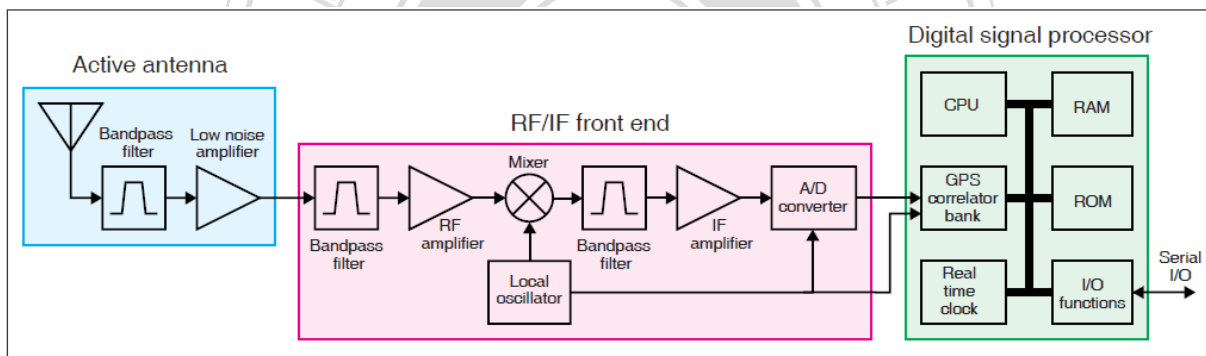 Digital signal processor
Active antenna
RF/IF front end
Bandpass
filter
Low noise
amplifier
Bandpass
filter
RF
amplifier
Mixer
Local
oscillator
Bandpass
filter
IF
amplifier
A/D
converter
CPU
RAM
GPS
correlator
bank
ROM
Real
time
clock
I/O
functions
Serial
I/O